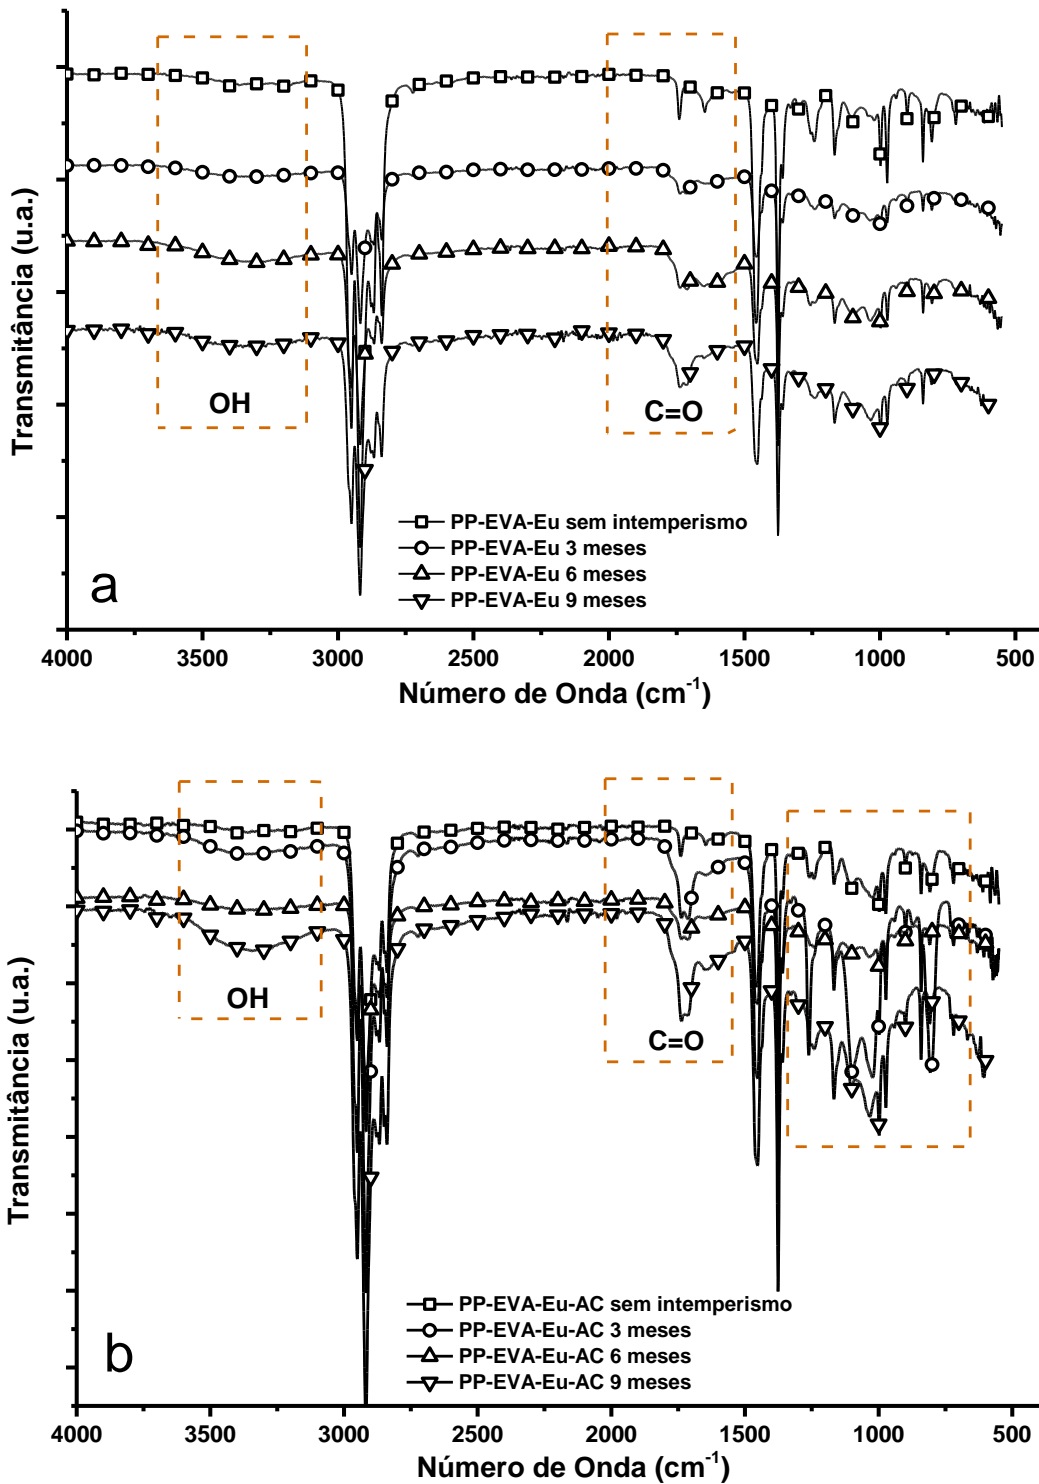 Transmitância (u.a.)
OH
C=O
PP-EVA-Eu sem intemperismo
PP-EVA-Eu 3 meses
PP-EVA-Eu 6 meses
PP-EVA-Eu 9 meses
a
4000 3500 3000 2500 2000 1500 1000 500
Número de Onda (cm⁻¹)
Transmitância (u.a.)
OH
C=O
PP-EVA-Eu-AC sem intemperismo
PP-EVA-Eu-AC 3 meses
PP-EVA-Eu-AC 6 meses
PP-EVA-Eu-AC 9 meses
b
4000 3500 3000 2500 2000 1500 1000 500
Número de Onda (cm⁻¹)